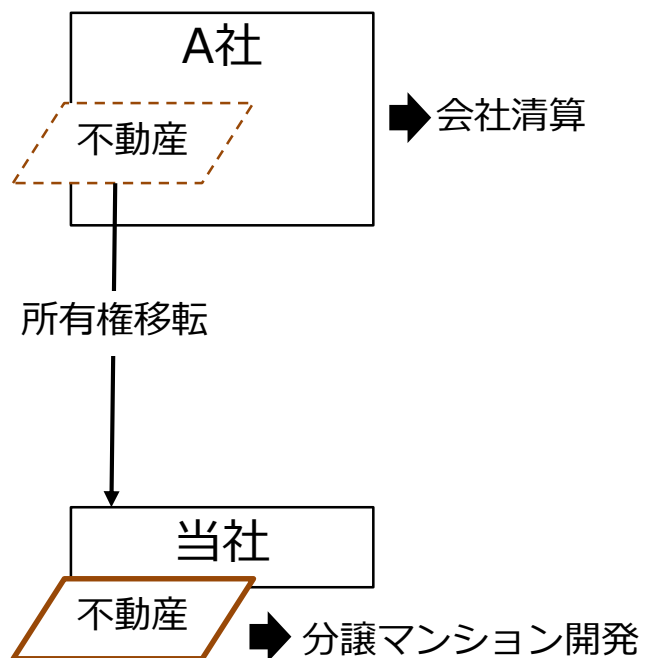 A社
不動産
会社清算
所有権移転
当社
不動産
分譲マンション開発